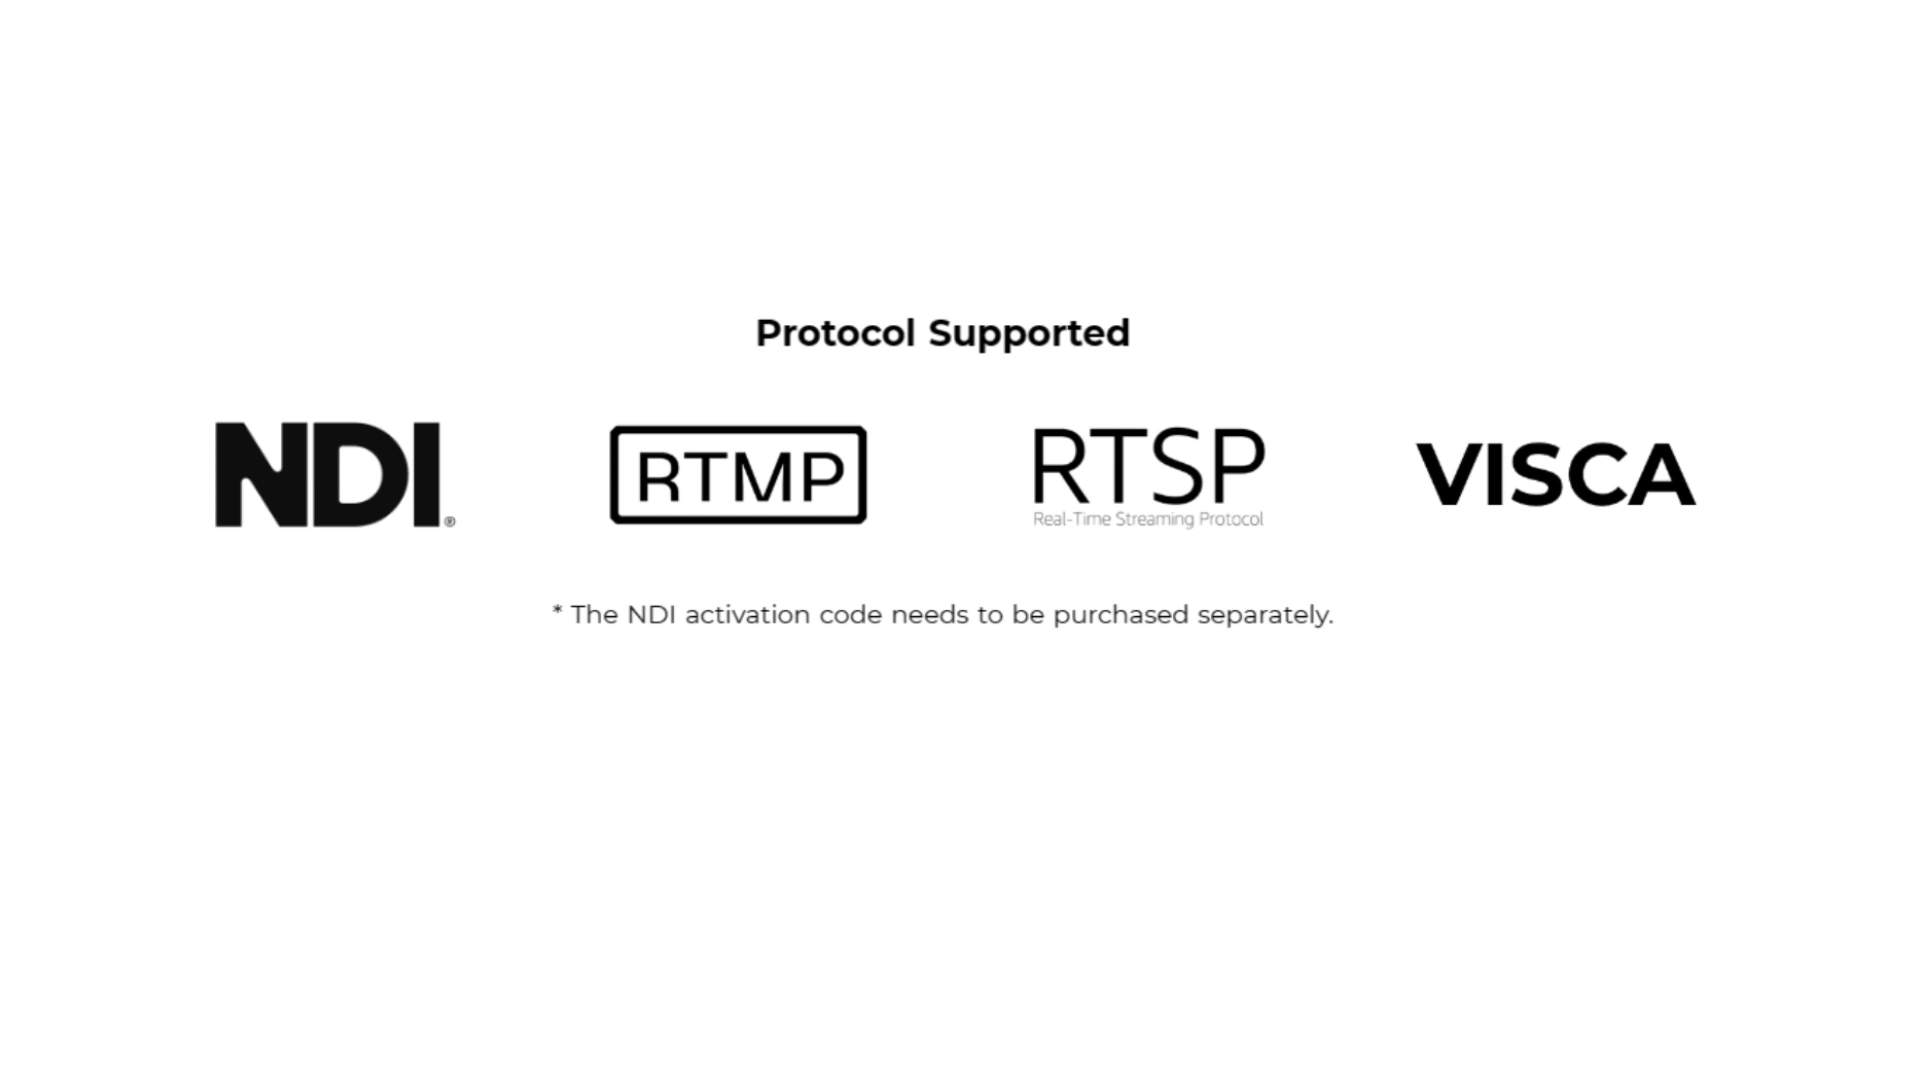 Protocol Supported
NDI®
RTMP
RTSP
Real-Time Streaming Protocol
VISCA
* The NDI activation code needs to be purchased separately.